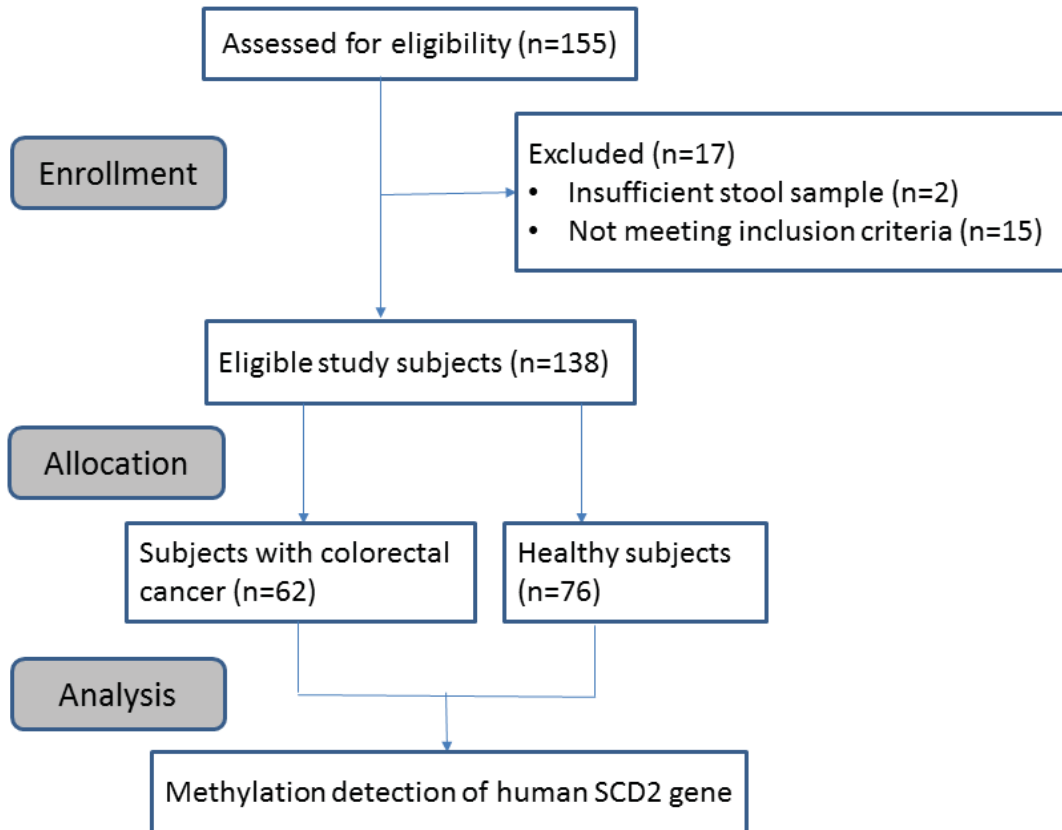 Assessed for eligibility (n=155)
Enrollment
Excluded (n=17)
• Insufficient stool sample (n=2)
• Not meeting inclusion criteria (n=15)
Eligible study subjects (n=138)
Allocation
Subjects with colorectal
cancer (n=62)
Healthy subjects
(n=76)
Analysis
Methylation detection of human SCD2 gene